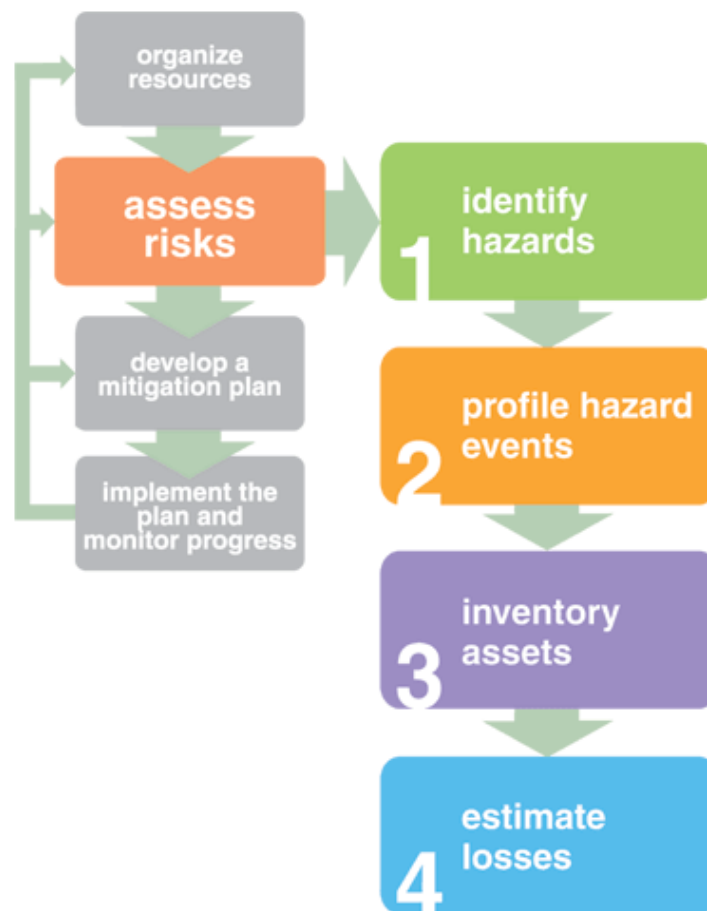 organize
resources
assess
risks
develop a
mitigation plan
implement the
plan and
monitor progress
1
identify
hazards
2
profile hazard
events
3
inventory
assets
4
estimate
losses